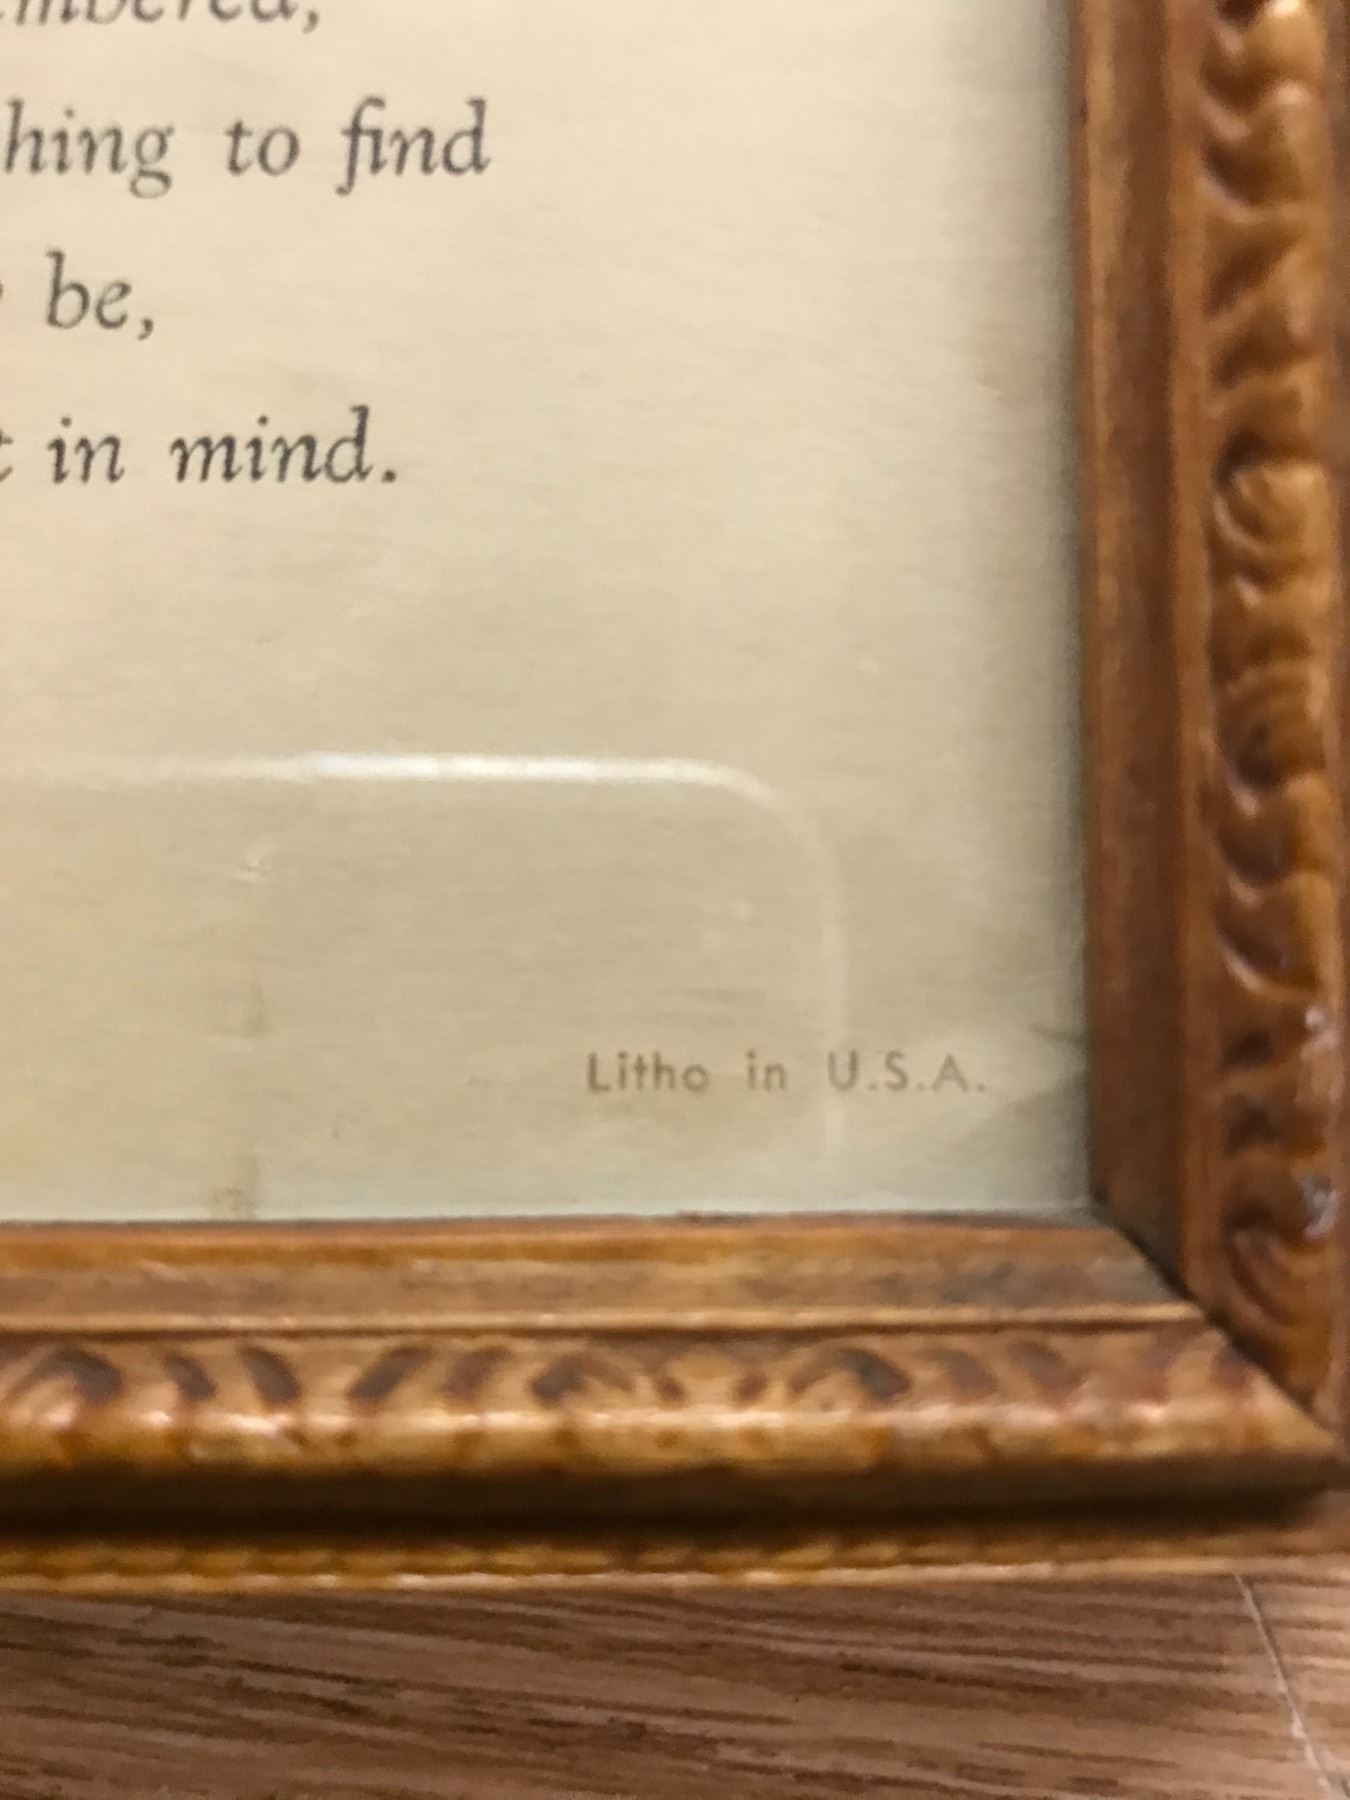 hing to find
be,
in mind.
Litho in U.S.A.